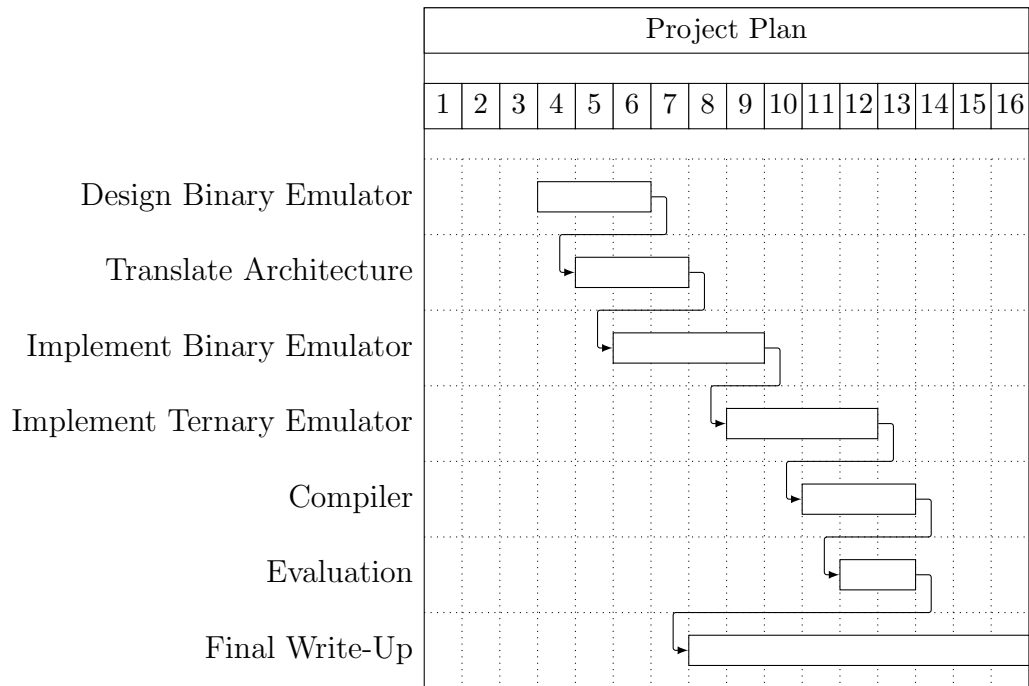 Project Plan
1 2 3 4 5 6 7 8 9 10 11 12 13 14 15 16
Design Binary Emulator
Translate Architecture
Implement Binary Emulator
Implement Ternary Emulator
Compiler
Evaluation
Final Write-Up